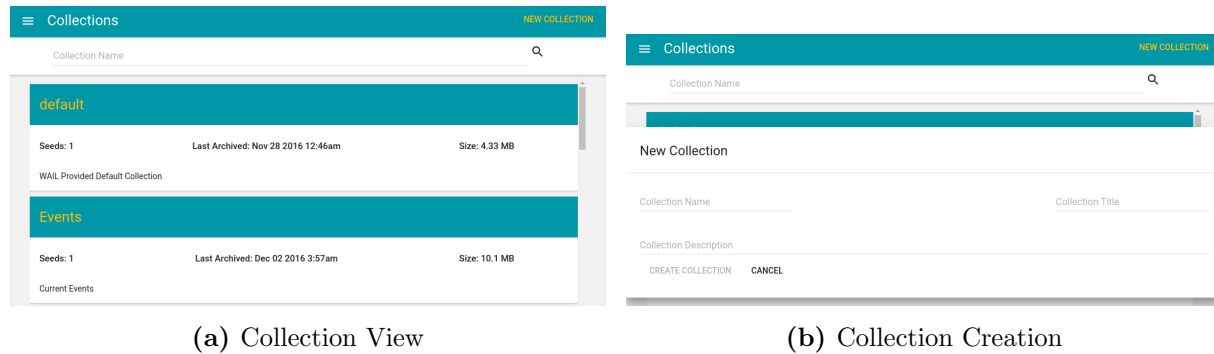 Collections
NEW COLLECTION
Collection Name
default
Seeds: 1 Last Archived: Nov 28 2016 12:46am Size: 4.33 MB
WAIL Provided Default Collection
Events
Seeds: 1 Last Archived: Dec 02 2016 3:57am Size: 10.1 MB
Current Events
(a) Collection View
Collections
NEW COLLECTION
Collection Name
New Collection
Collection Name Collection Title
Collection Description
CREATE COLLECTION CANCEL
(b) Collection Creation